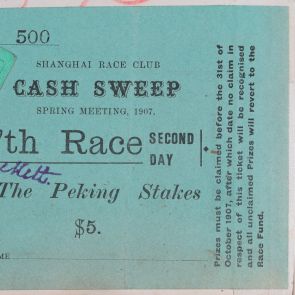 500
SHANGHAI RACE CLUB
CASH SWEEP
SPRING MEETING, 1907.
7th Race SECOND DAY
The Peking Stakes
$5.
ME
Prizes must be claimed before the 31st of
October 1907, after which date no claim in
respect of this ticket will be recognised
and all unclaimed Prizes will revert to the
Race Fund.